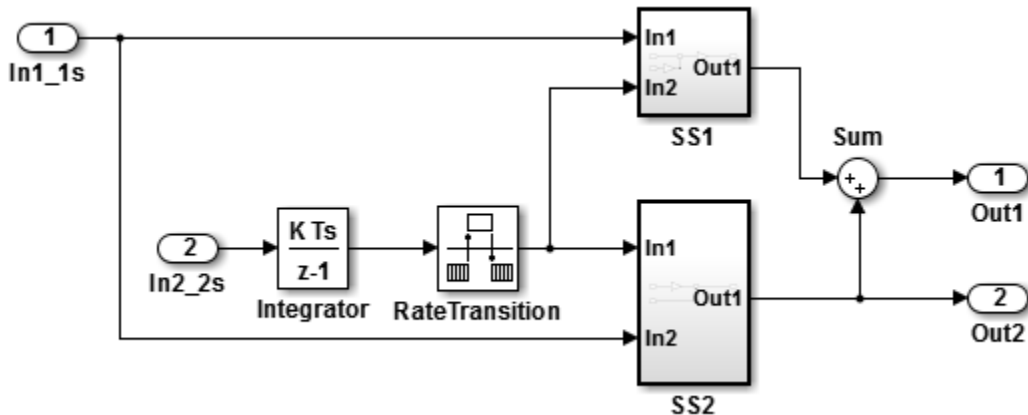 1
In1_1s
In1
In2
Out1
SS1
Sum
+
+
1
Out1
2
In2_2s
K Ts
z-1
Integrator
RateTransition
In1
In2
Out1
SS2
2
Out2